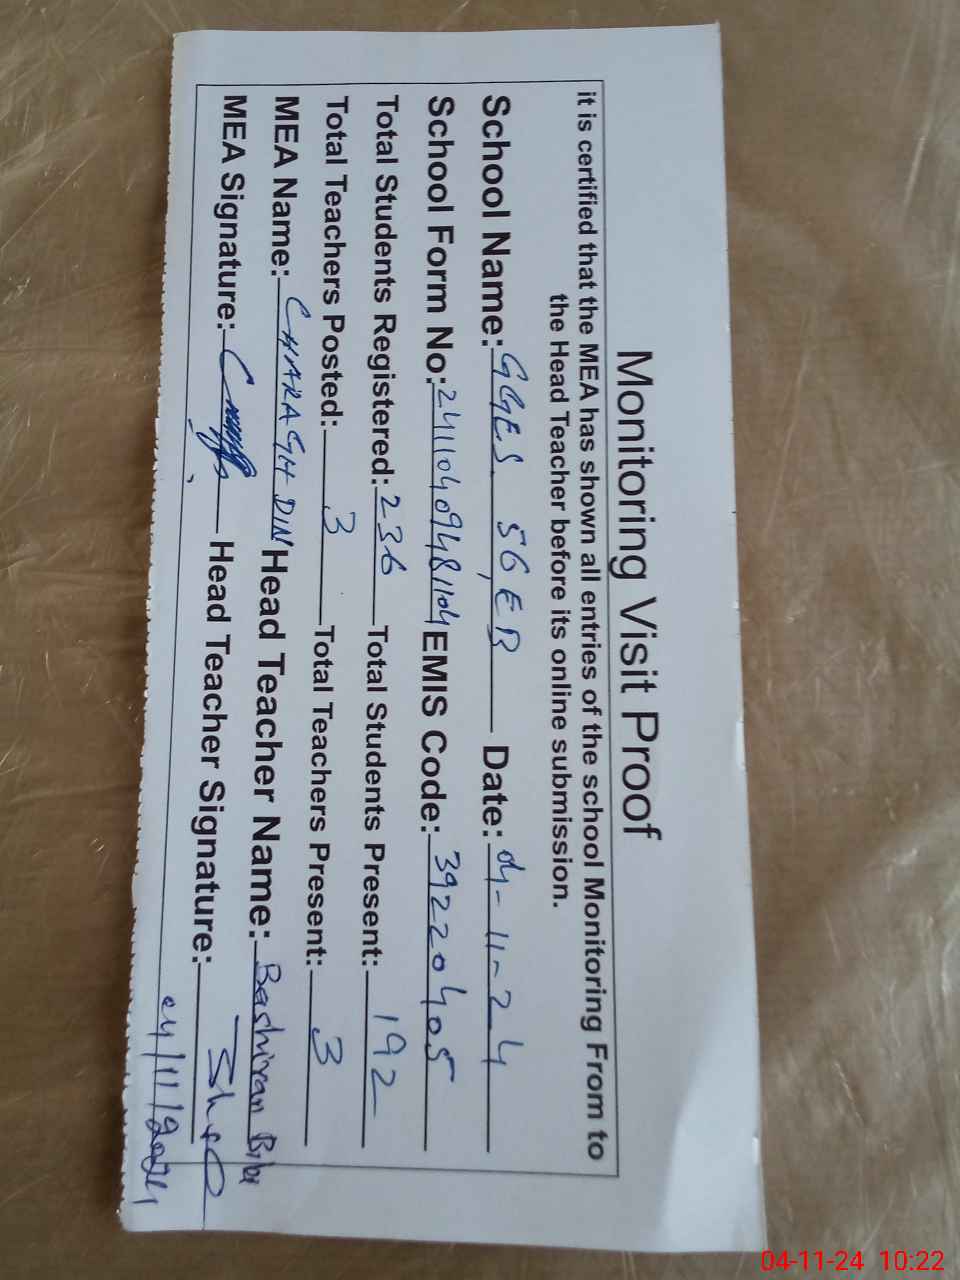 Monitoring Visit Proof
it is certified that the MEA has shown all entries of the school Monitoring From to
the Head Teacher before its online submission.
School Name: GGES 56 EB Date: 04-11-24
School Form No: 24110409481104 EMIS Code: 39220405
Total Students Registered: 236 Total Students Present: 192
Total Teachers Posted: 3 Total Teachers Present: 3
MEA Name: CHARAGH DIN Head Teacher Name: Bashiran Bibi
MEA Signature: Head Teacher Signature:
04/11/2024
04-11-24 10:22